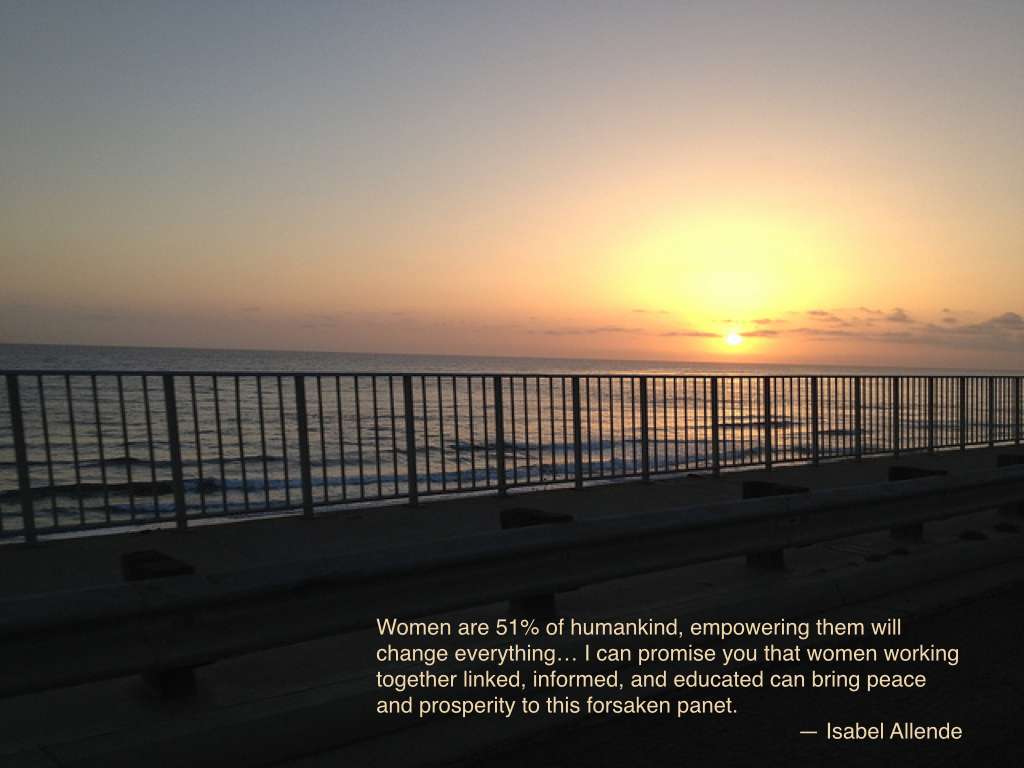 Women are 51% of humankind, empowering them will
change everything… I can promise you that women working
together linked, informed, and educated can bring peace
and prosperity to this forsaken panet.
— Isabel Allende